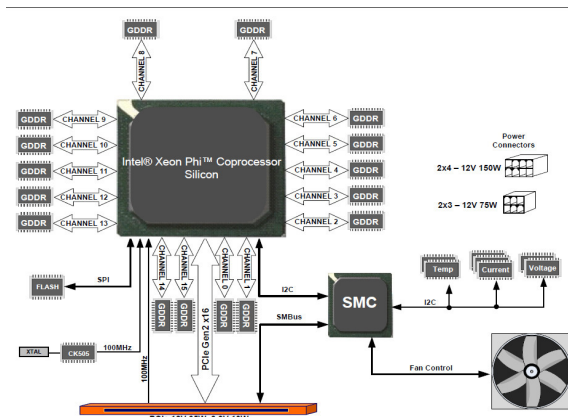 GDDR
GDDR
CHANNEL 8
CHANNEL 7
GDDR
CHANNEL 9
CHANNEL 6
GDDR
GDDR
CHANNEL 10
CHANNEL 5
GDDR
GDDR
CHANNEL 11
CHANNEL 4
GDDR
GDDR
CHANNEL 12
CHANNEL 3
GDDR
GDDR
CHANNEL 13
CHANNEL 2
GDDR
Intel® Xeon Phi™ Coprocessor
Silicon
Power
Connectors
2x4 – 12V 150W
2x3 – 12V 75W
CHANNEL 14
CHANNEL 15
CHANNEL 0
CHANNEL 1
GDDR
GDDR
GDDR
GDDR
PCIe Gen2 x16
FLASH
SPI
I2C
SMC
SMBus
I2C
Temp
Current
Voltage
XTAL
CK505
100MHz
100MHz
Fan Control